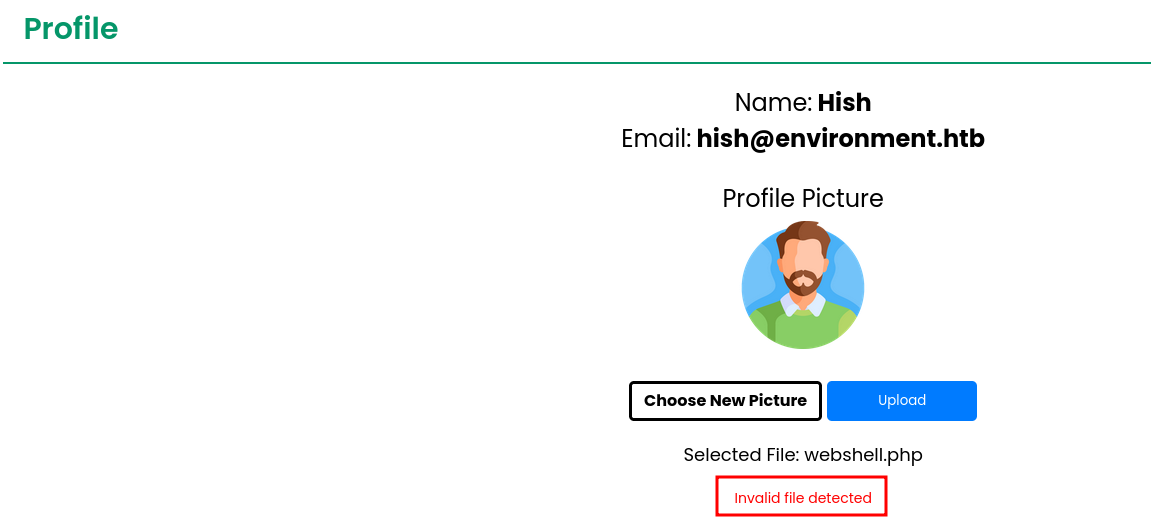 Profile
Name: Hish
Email: hish@environment.htb
Profile Picture
Choose New Picture
Upload
Selected File: webshell.php
Invalid file detected